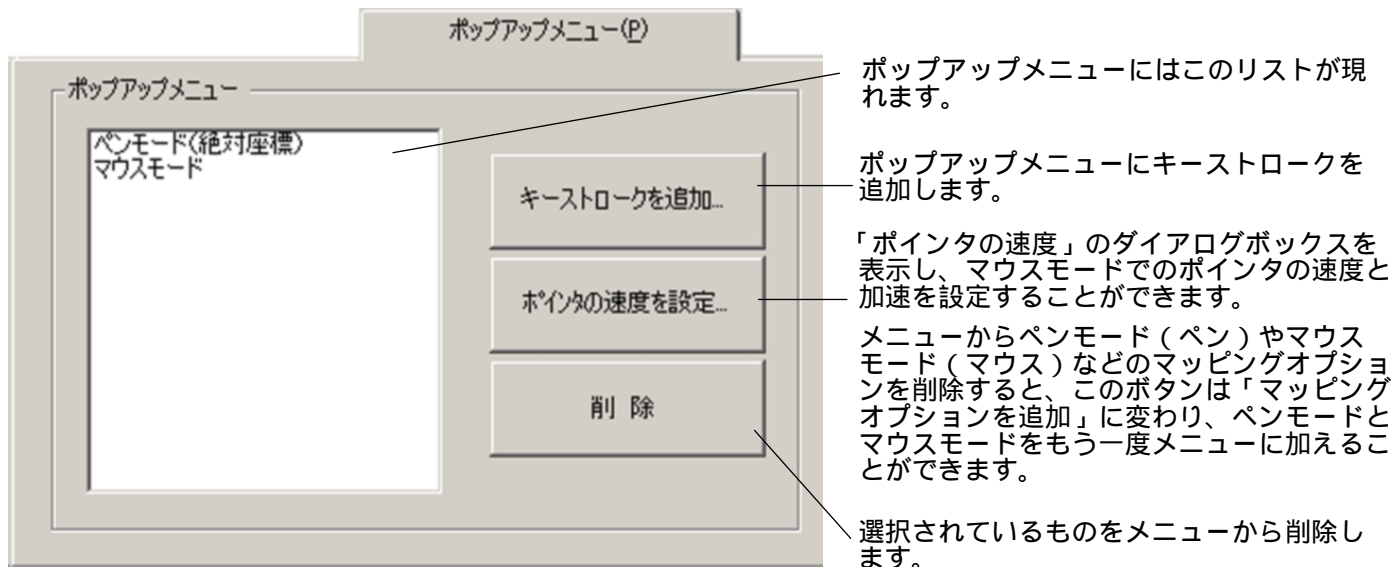 ポップアップメニュー(P)
ポップアップメニュー
ペンモード(絶対座標)
マウスモード
キーストロークを追加...
ポインタの速度を設定...
削 除
ポップアップメニューにはこのリストが現
れます。
ポップアップメニューにキーストロークを
追加します。
「ポインタの速度」のダイアログボックスを
表示し、マウスモードでのポインタの速度と
加速を設定することができます。
メニューからペンモード(ペン)やマウス
モード(マウス)などのマッピングオプショ
ンを削除すると、このボタンは「マッピング
オプションを追加」に変わり、ペンモードと
マウスモードをもう一度メニューに加えるこ
とができます。
選択されているものをメニューから削除し
ます。